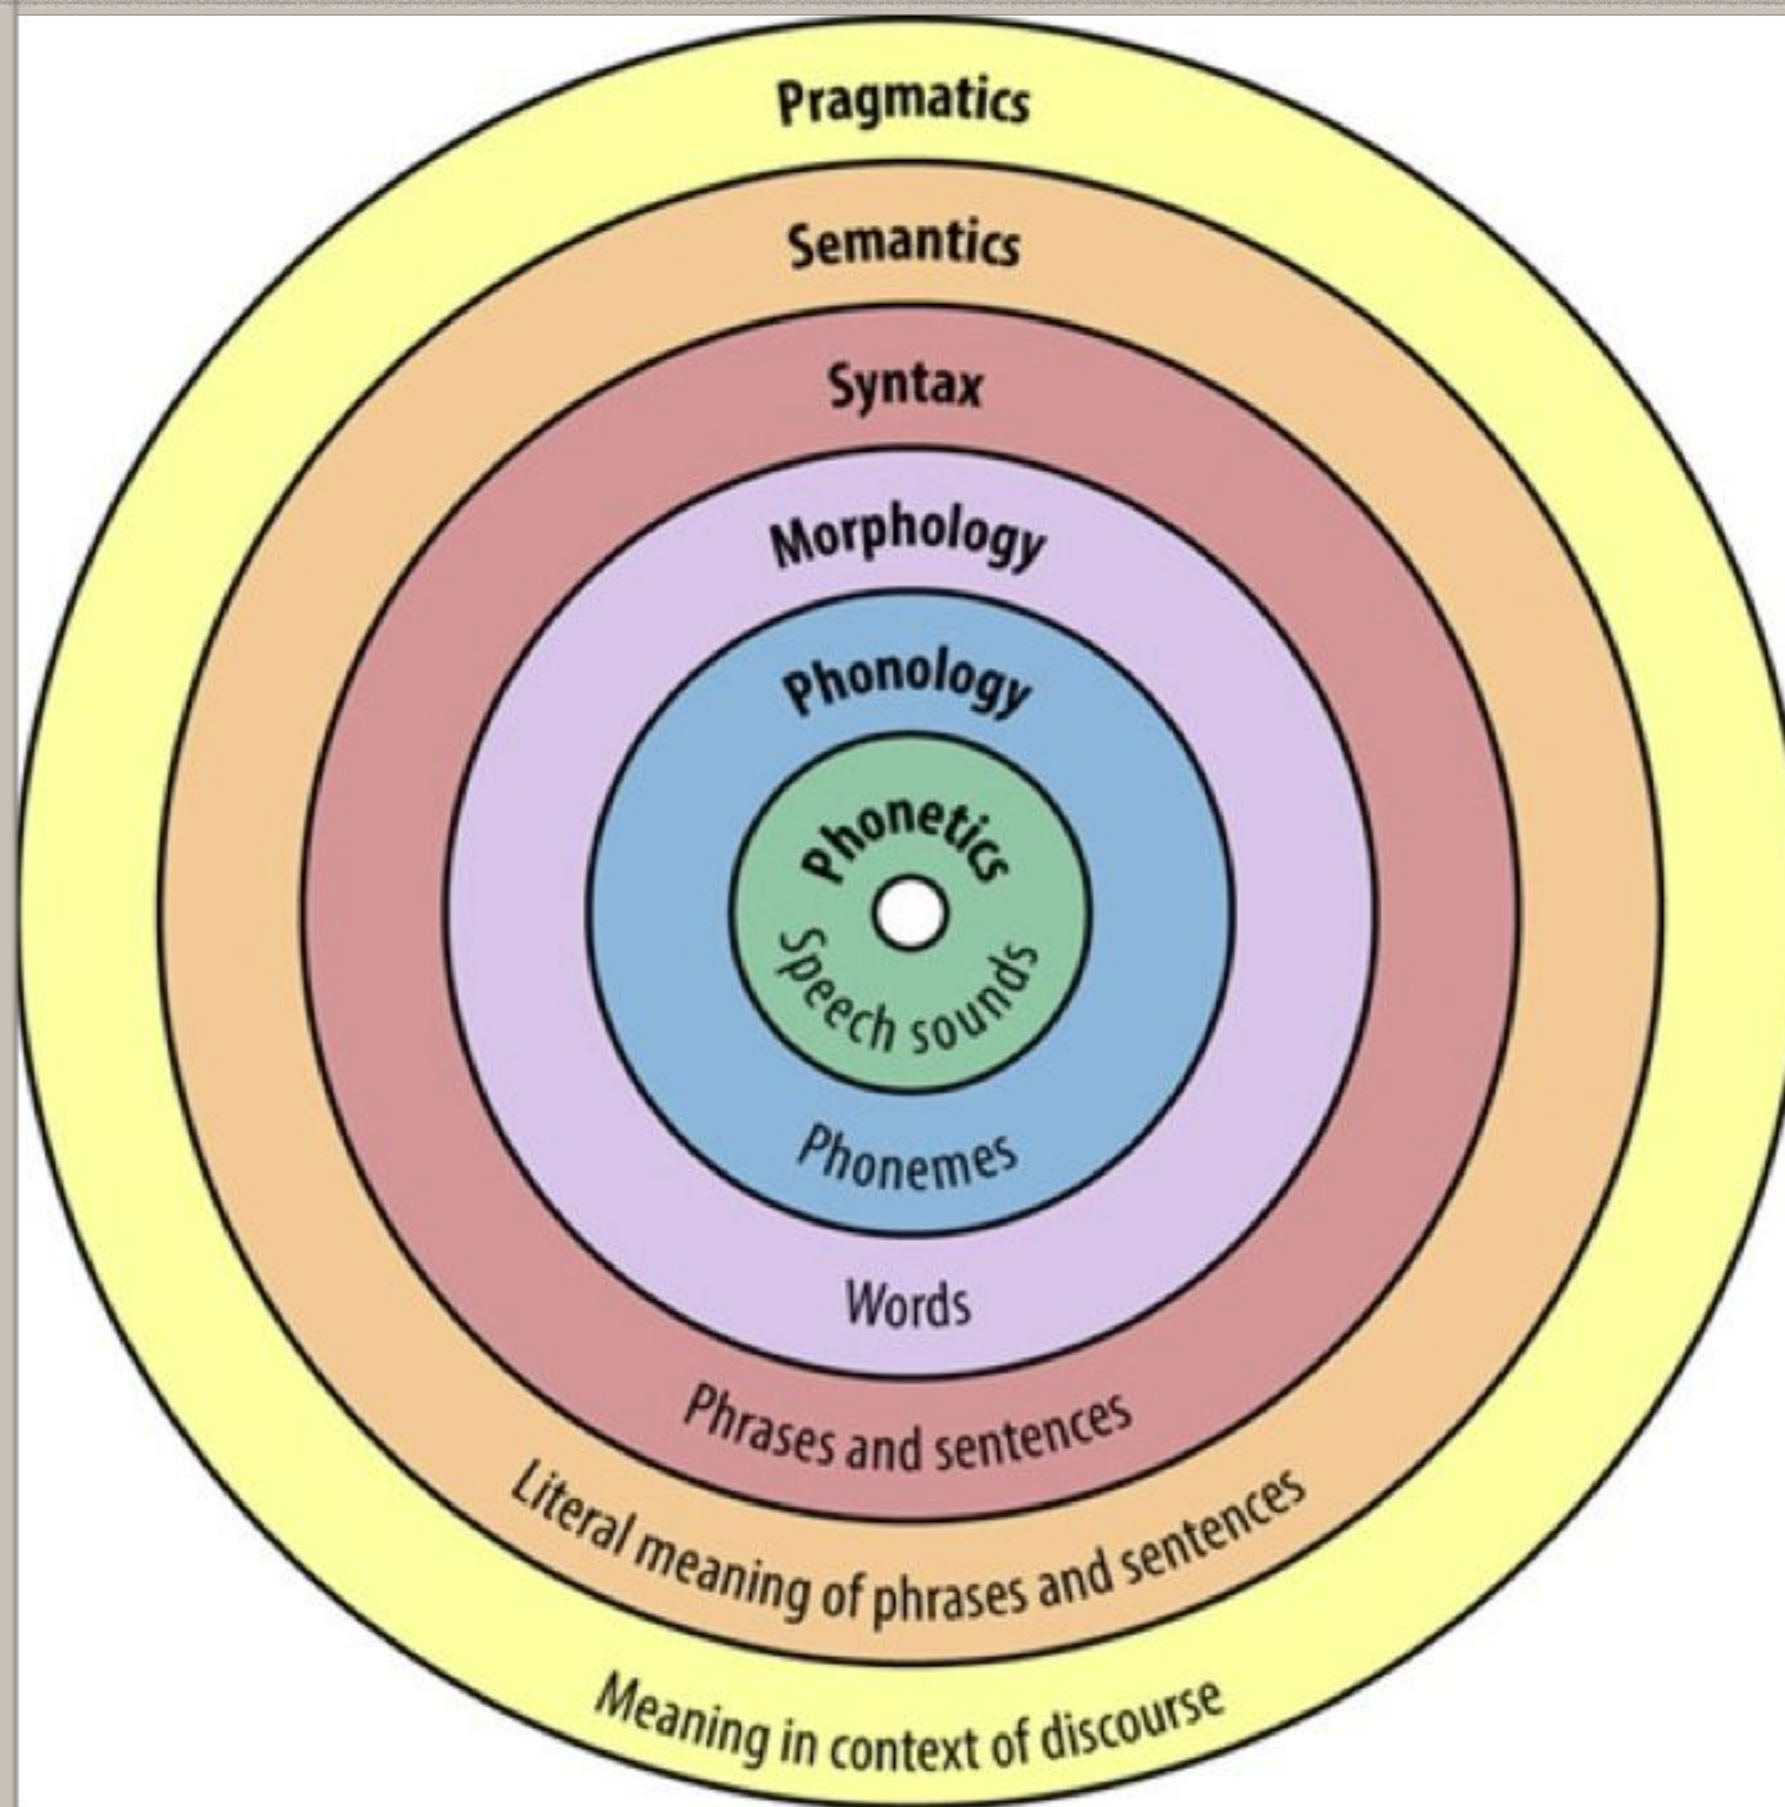 Pragmatics
Semantics
Syntax
Morphology
Phonology
Phonetics
Speech sounds
Phonemes
Words
Phrases and sentences
Literal meaning of phrases and sentences
Meaning in context of discourse